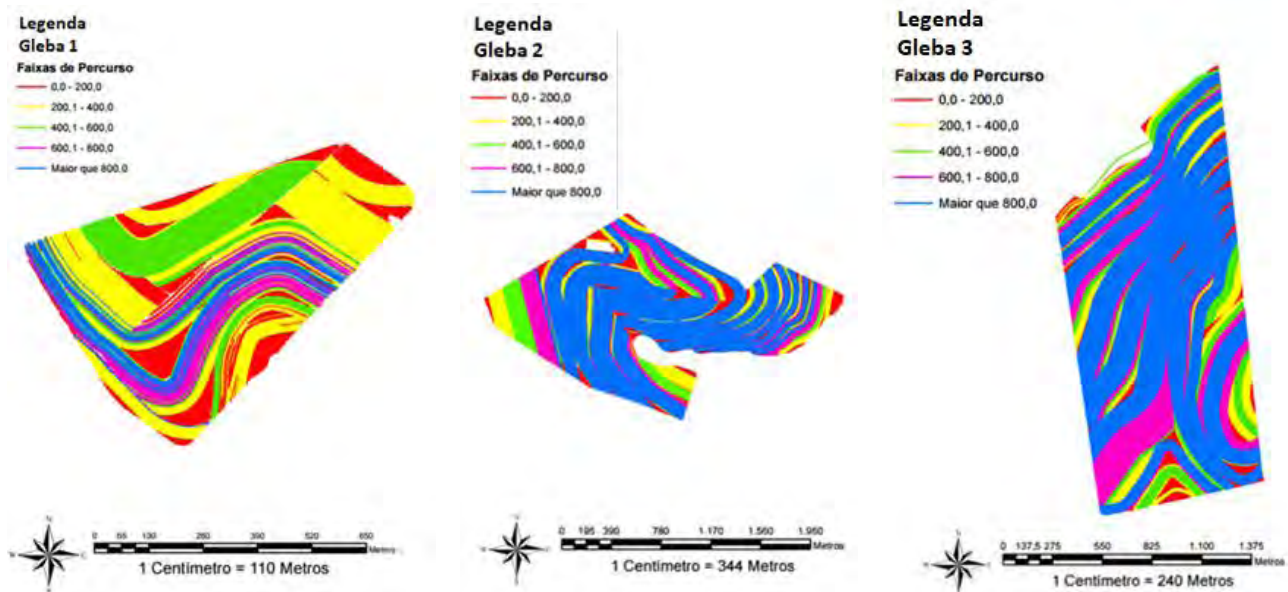 Legenda
Gleba 1
Faixas de Percurso
0,0 - 200,0
200,1 - 400,0
400,1 - 600,0
600,1 - 800,0
Maior que 800,0
0 65 130 260 390 520 650
Metros
1 Centímetro = 110 Metros
Legenda
Gleba 2
Faixas de Percurso
0,0 - 200,0
200,1 - 400,0
400,1 - 600,0
600,1 - 800,0
Maior que 800,0
0 195 390 780 1.170 1.560 1.950
Metros
1 Centímetro = 344 Metros
Legenda
Gleba 3
Faixas de Percurso
0,0 - 200,0
200,1 - 400,0
400,1 - 600,0
600,1 - 800,0
Maior que 800,0
0 137,5 275 550 825 1.100 1.375
Metros
1 Centímetro = 240 Metros